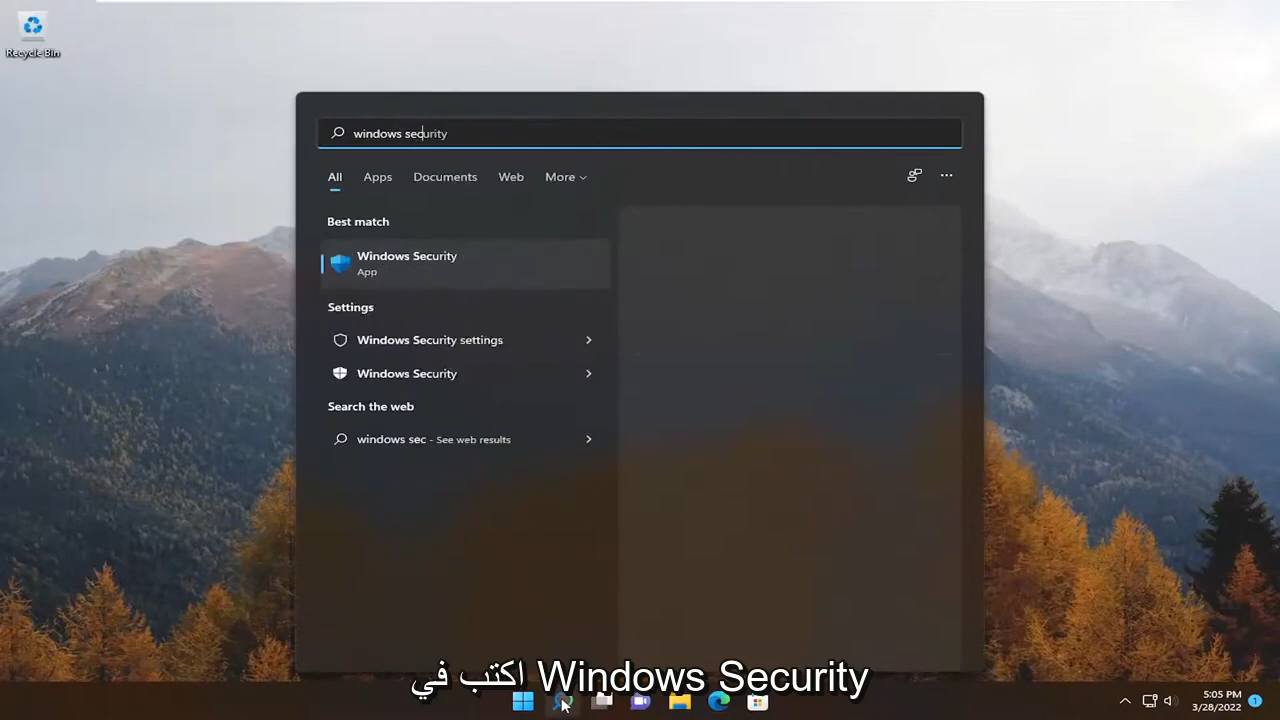 Recycle Bin
windows security
All Apps Documents Web More
Best match
Windows Security
App
Settings
Windows Security settings
Windows Security
Search the web
windows sec - See web results
اكتب في Windows Security
5:05 PM
3/28/2022
1